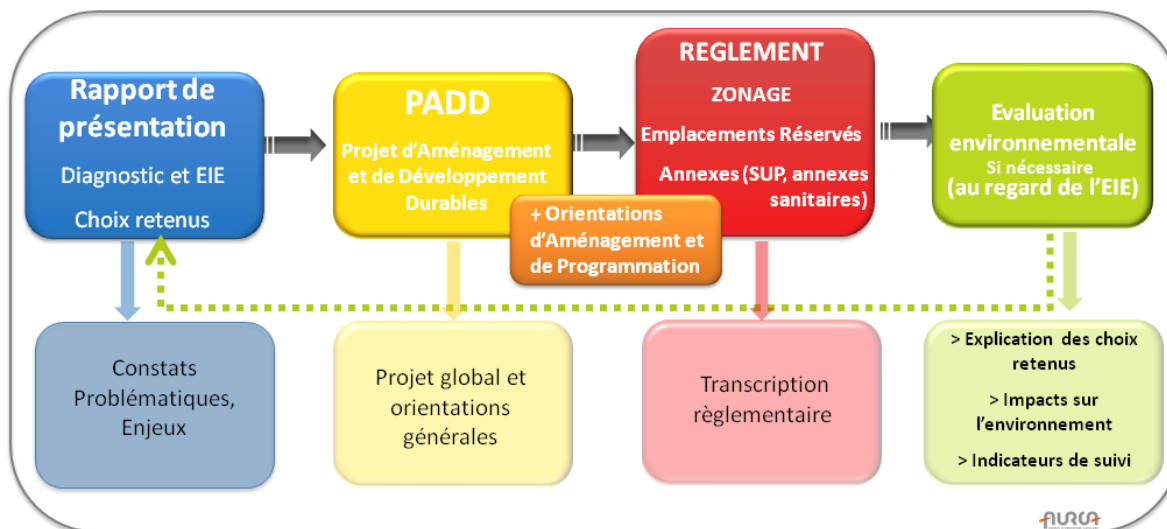 Rapport de
présentation
Diagnostic et EIE
Choix retenus
PADD
Projet d'Aménagement
et de Développement
Durables
+ Orientations
d'Aménagement et
de Programmation
REGLEMENT
ZONAGE
Emplacements Réservés
Annexes (SUP, annexes
sanitaires)
Evaluation
environnementale
Si nécessaire
(au regard de l'EIE)
Constats
Problématiques,
Enjeux
Projet global et
orientations
générales
Transcription
règlementaire
> Explication des choix
retenus
> Impacts sur
l'environnement
> Indicateurs de suivi
AURCA